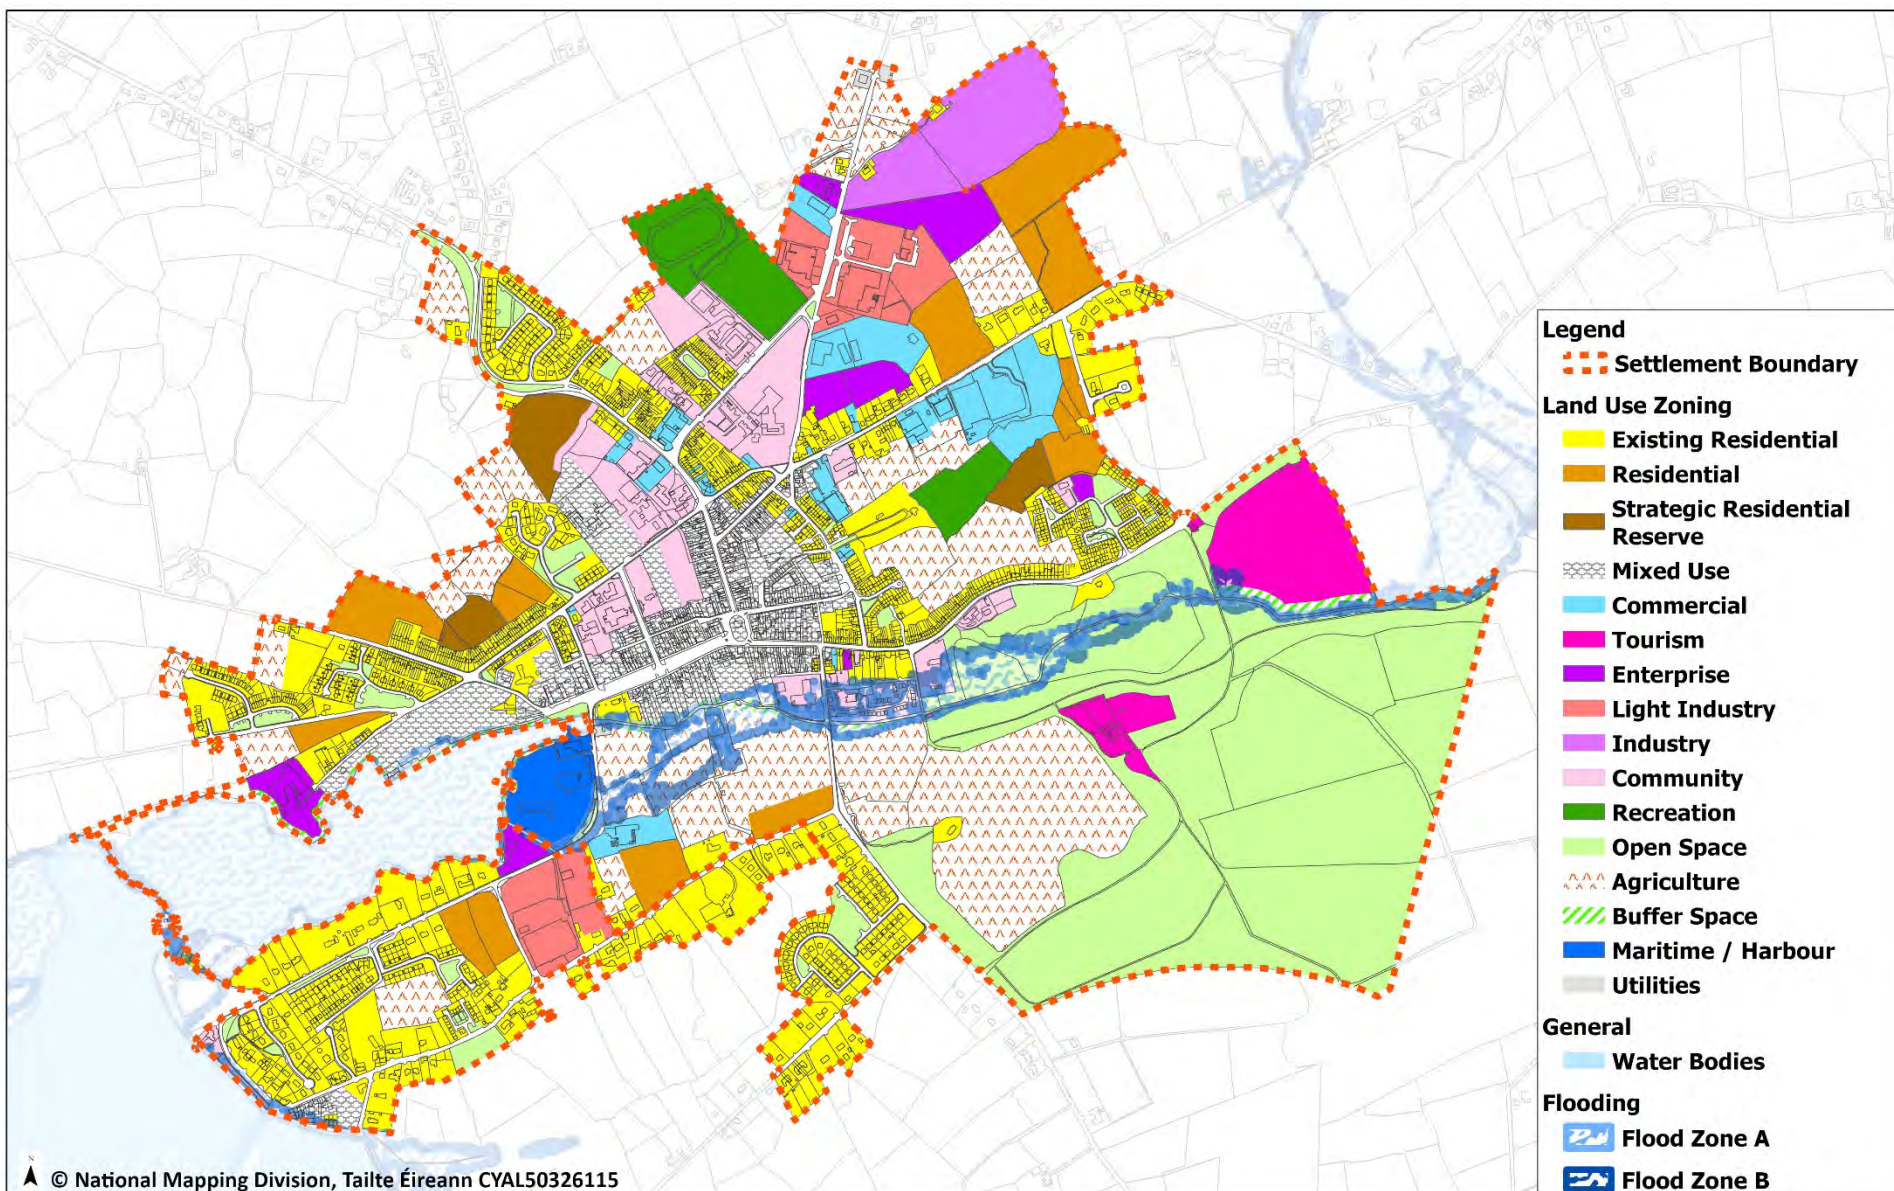 Legend
Settlement Boundary
Land Use Zoning
Existing Residential
Residential
Strategic Residential
Reserve
Mixed Use
Commercial
Tourism
Enterprise
Light Industry
Industry
Community
Recreation
Open Space
Agriculture
Buffer Space
Maritime / Harbour
Utilities
General
Water Bodies
Flooding
Flood Zone A
Flood Zone B
N
© National Mapping Division, Tailte Éireann CYAL50326115